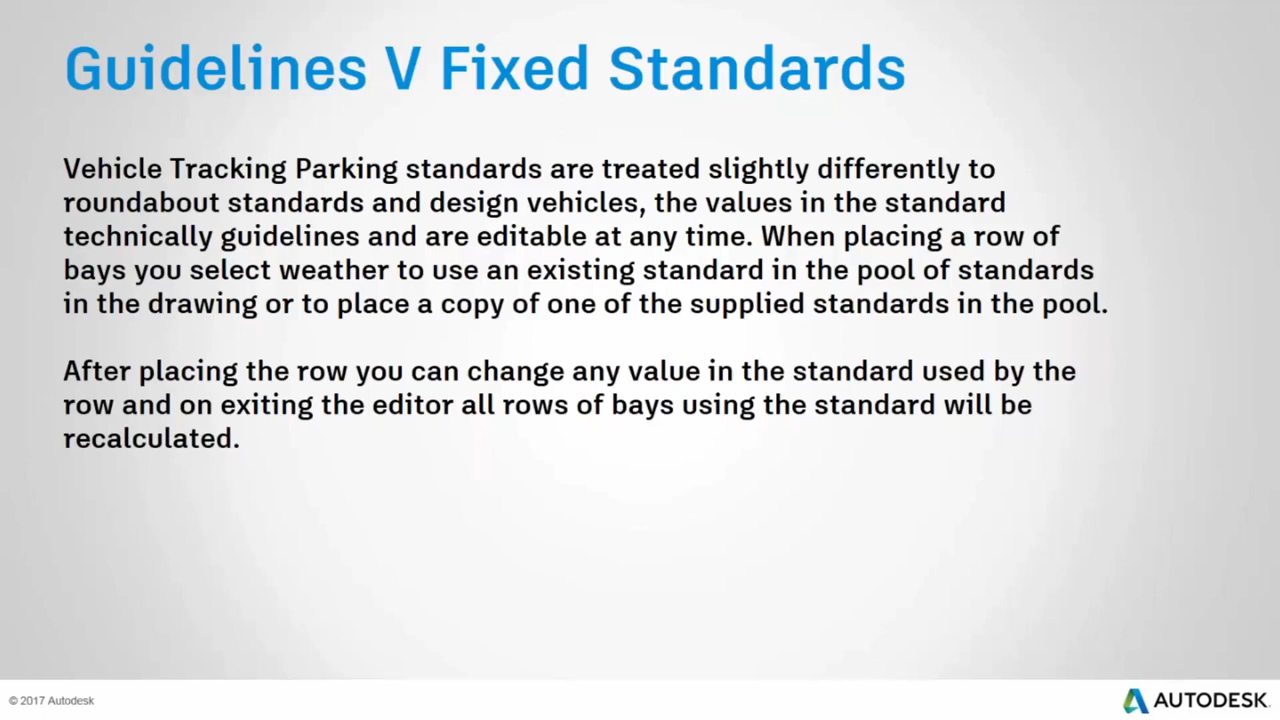 Guidelines V Fixed Standards
Vehicle Tracking Parking standards are treated slightly differently to
roundabout standards and design vehicles, the values in the standard
technically guidelines and are editable at any time. When placing a row of
bays you select weather to use an existing standard in the pool of standards
in the drawing or to place a copy of one of the supplied standards in the pool.
After placing the row you can change any value in the standard used by the
row and on exiting the editor all rows of bays using the standard will be
recalculated.
© 2017 Autodesk
AUTODESK.